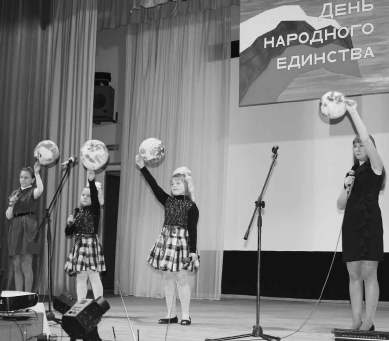 День
народного
единства